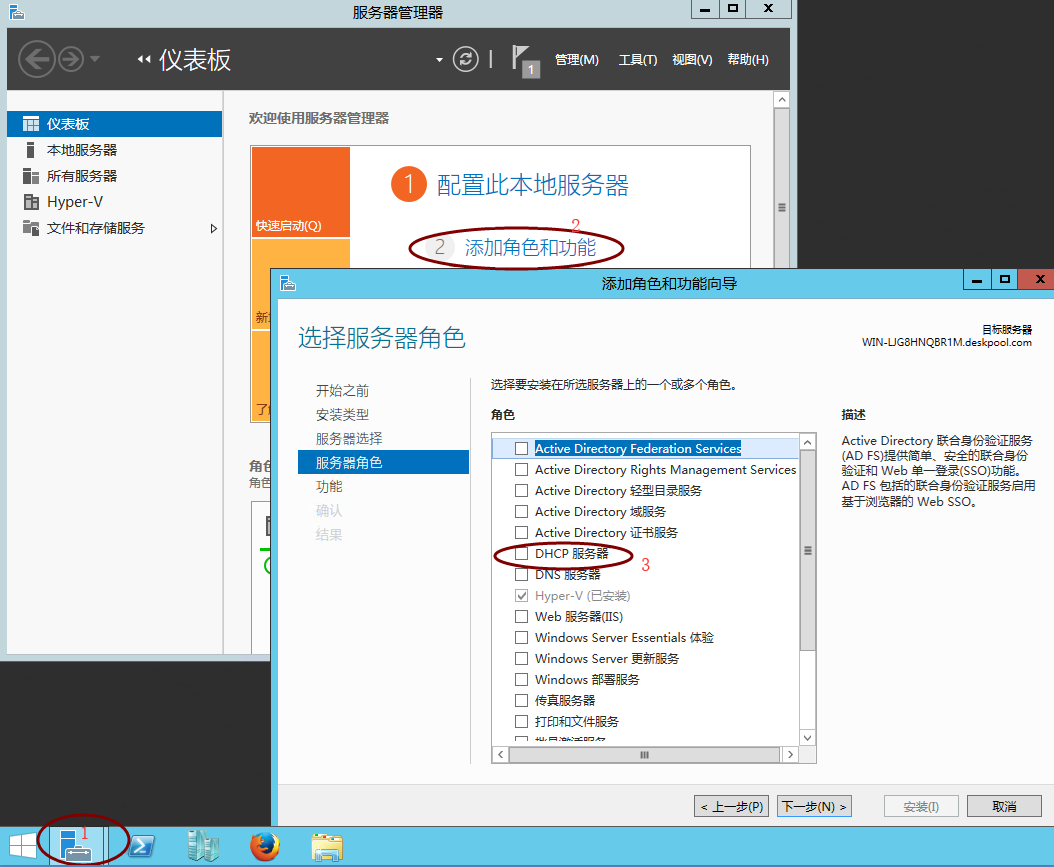 服务器管理器
仪表板
1
管理(M) 工具(T) 视图(V) 帮助(H)
仪表板
本地服务器
所有服务器
Hyper-V
文件和存储服务
欢迎使用服务器管理器
快速启动(Q)
1 配置此本地服务器
2
2 添加角色和功能
添加角色和功能向导
选择服务器角色
目标服务器
WIN-LJG8HNQBR1M.deskpool.com
开始之前
安装类型
服务器选择
服务器角色
功能
确认
结果
选择要安装在所选服务器上的一个或多个角色。
角色
Active Directory Federation Services
Active Directory Rights Management Services
Active Directory 轻型目录服务
Active Directory 域服务
Active Directory 证书服务
DHCP 服务器
3
DNS 服务器
Hyper-V (已安装)
Web 服务器(IIS)
Windows Server Essentials 体验
Windows Server 更新服务
Windows 部署服务
传真服务器
打印和文件服务
描述
Active Directory 联合身份验证服务
(AD FS)提供简单、安全的联合身份
验证和 Web 单一登录(SSO)功能。
AD FS 包括的联合身份验证服务启用
基于浏览器的 Web SSO。
< 上一步(P) 下一步(N) > 安装(I) 取消
1